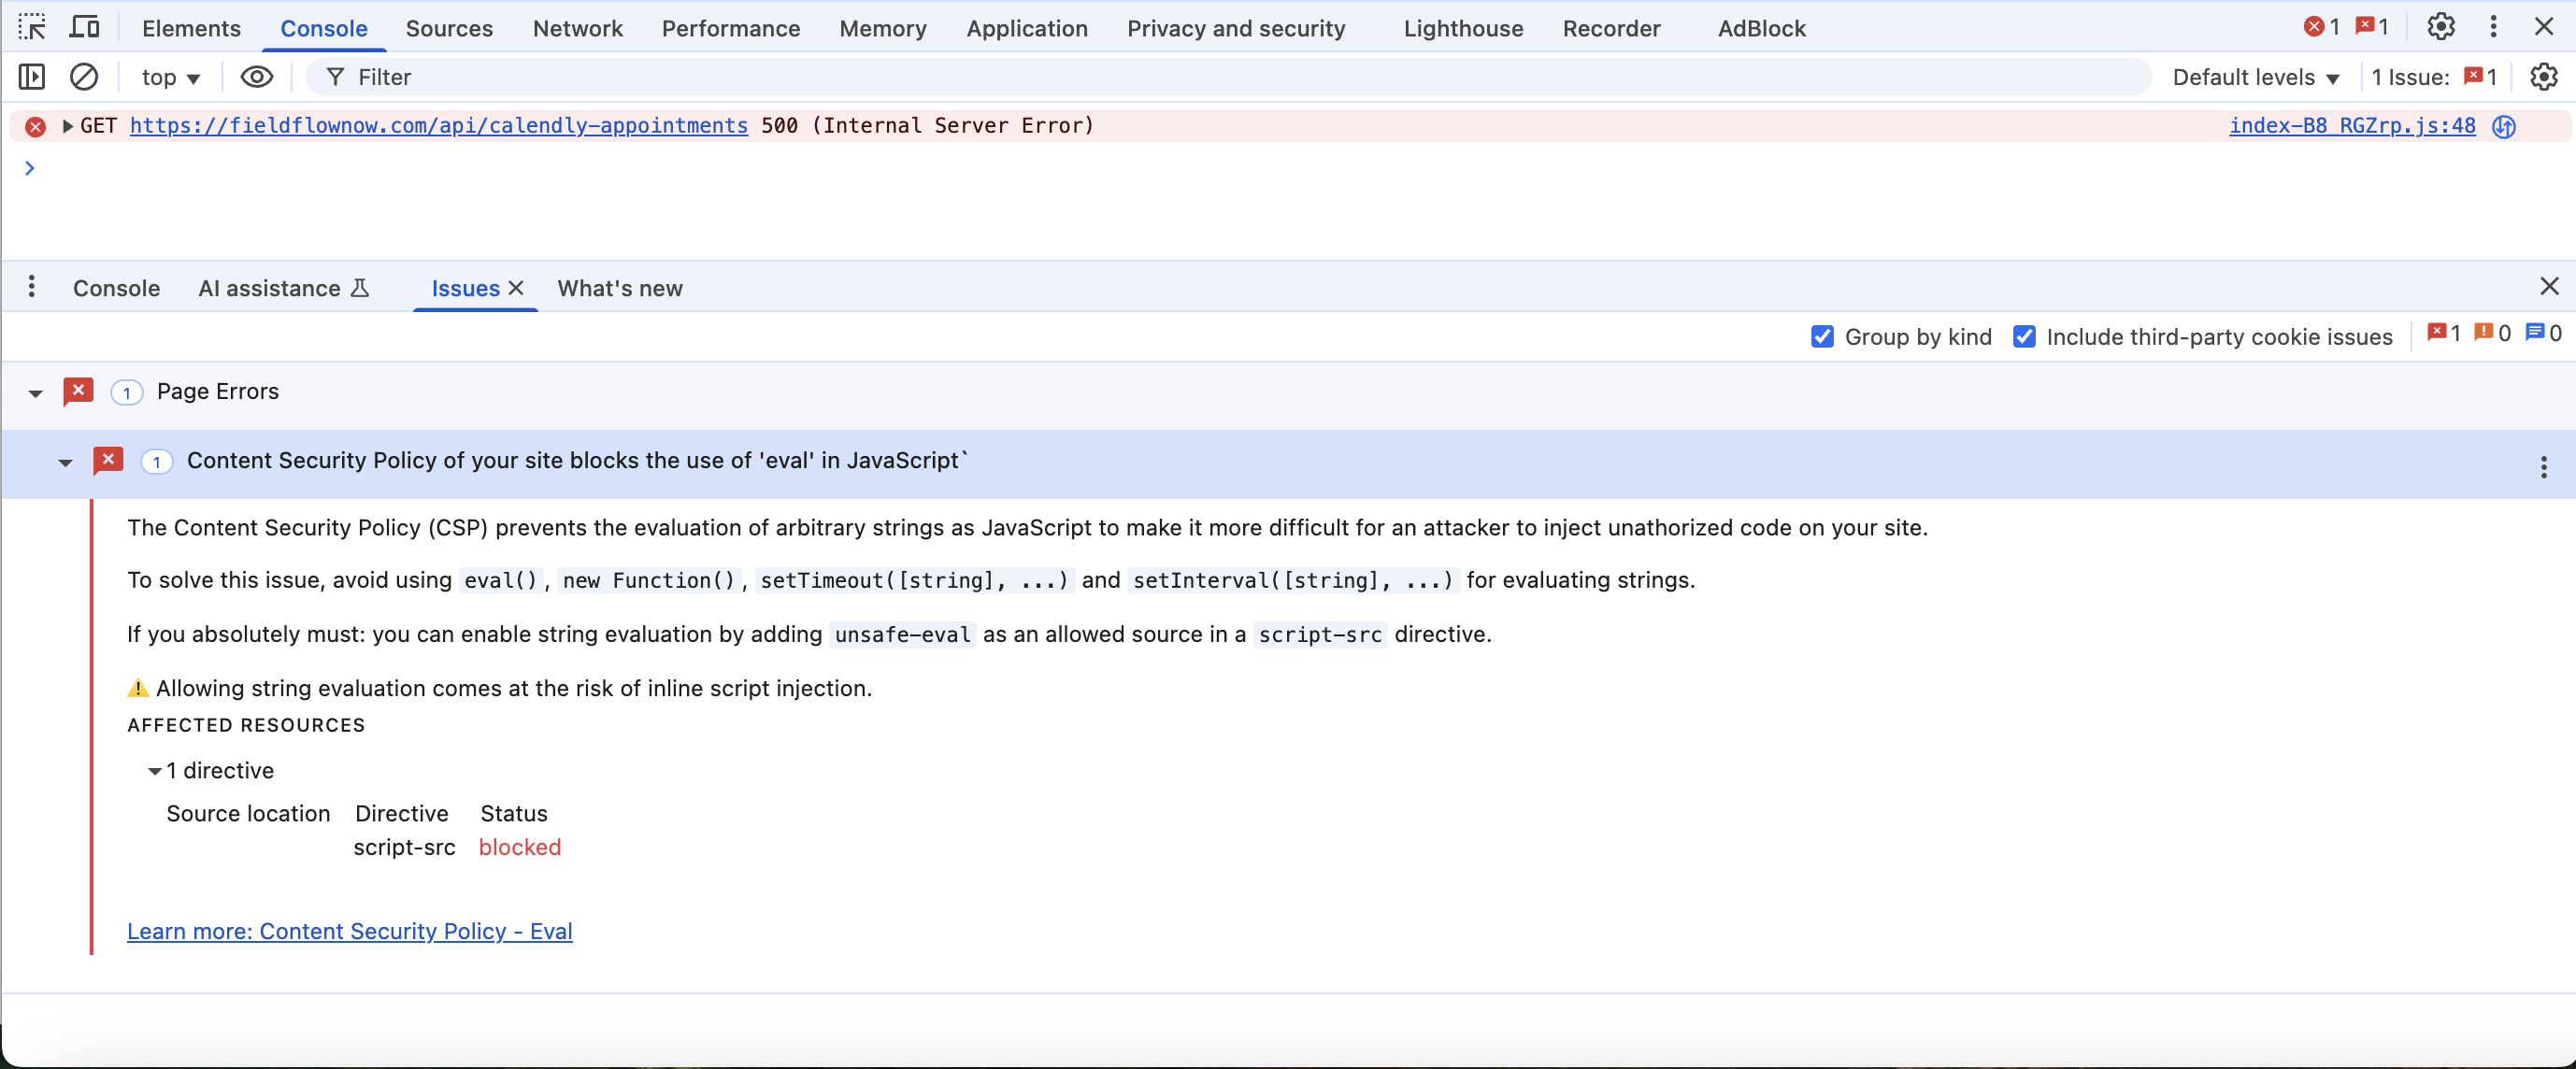 Elements Console Sources Network Performance Memory Application Privacy and security Lighthouse Recorder AdBlock 1 1
top Filter Default levels 1 Issue: 1
GET https://fieldflownow.com/api/calendly-appointments 500 (Internal Server Error) index-B8_RGZrp.js:48
Console AI assistance Issues What's new
Group by kind Include third-party cookie issues 1 0 0
1 Page Errors
1 Content Security Policy of your site blocks the use of 'eval' in JavaScript`
The Content Security Policy (CSP) prevents the evaluation of arbitrary strings as JavaScript to make it more difficult for an attacker to inject unathorized code on your site.
To solve this issue, avoid using eval(), new Function(), setTimeout([string], ...) and setInterval([string], ...) for evaluating strings.
If you absolutely must: you can enable string evaluation by adding unsafe-eval as an allowed source in a script-src directive.
⚠️ Allowing string evaluation comes at the risk of inline script injection.
AFFECTED RESOURCES
1 directive
Source location Directive Status
script-src blocked
Learn more: Content Security Policy - Eval